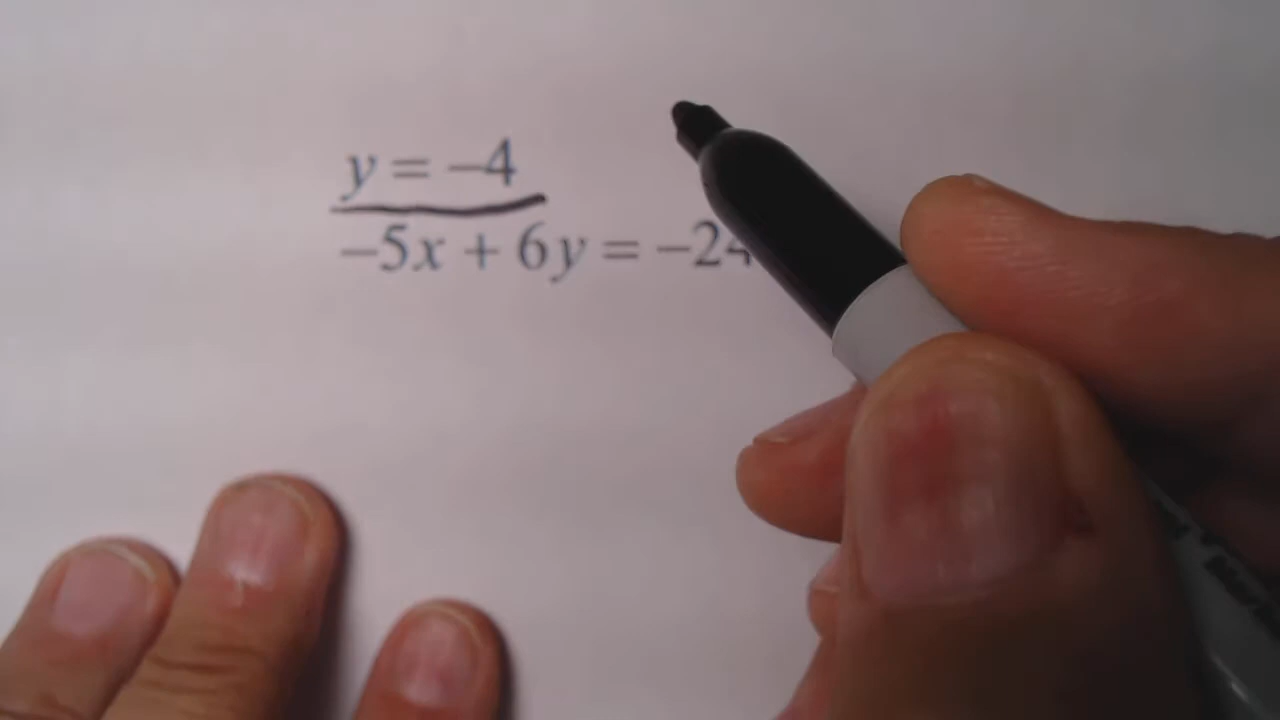 y = −4
−5x + 6y = −24